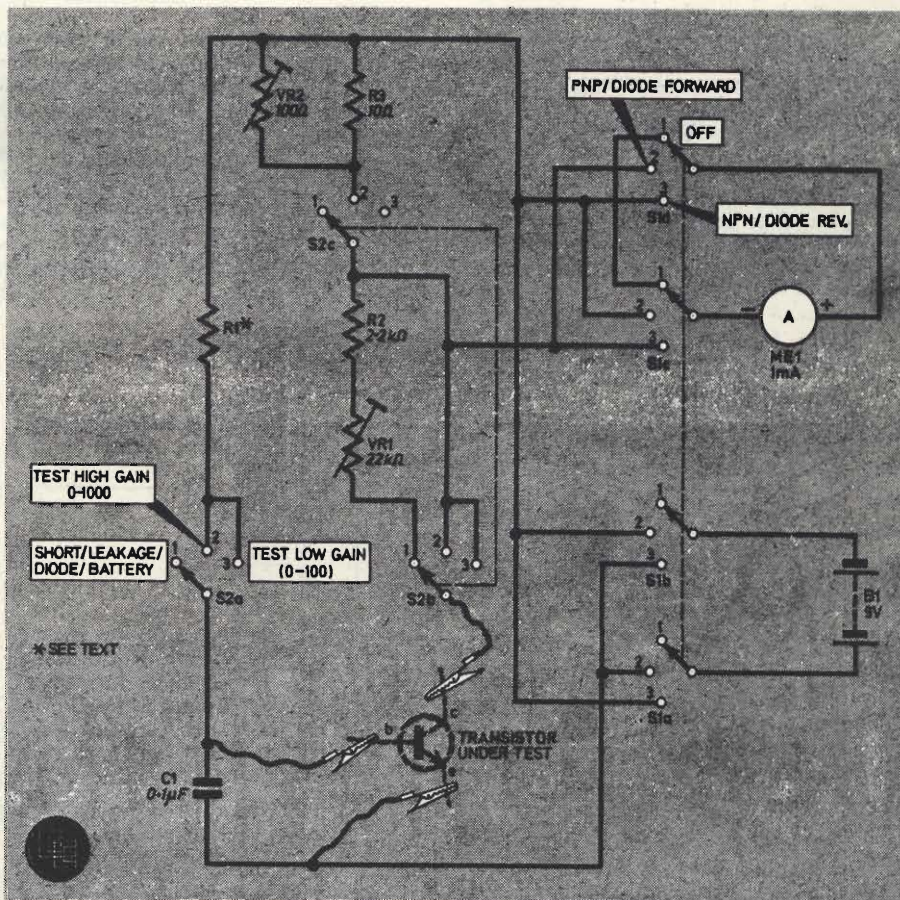 VR2
100Ω
R3
10Ω
PNP/DIODE FORWARD
1
OFF
2
3
S1d
NPN/DIODE REV.
1
2
3
S2c
1
2
3
S1c
−
A
+
ME1
1mA
R1*
R2
2·2kΩ
VR1
22kΩ
TEST HIGH GAIN
0-1000
SHORT/LEAKAGE/
DIODE/BATTERY
1
2
3
TEST LOW GAIN
(0-100)
S2a
1
2
3
S2b
1
2
3
S1b
B1
9V
1
2
3
S1a
* SEE TEXT
b
c
e
TRANSISTOR
UNDER TEST
C1
0·1µF